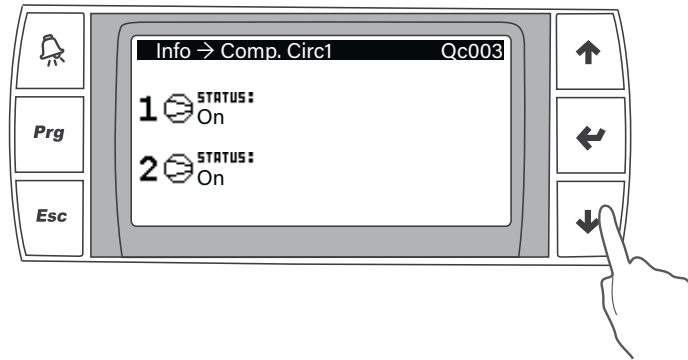 Info → Comp. Circ1 Qc003
1 STATUS:
On
2 STATUS:
On
Prg
Esc